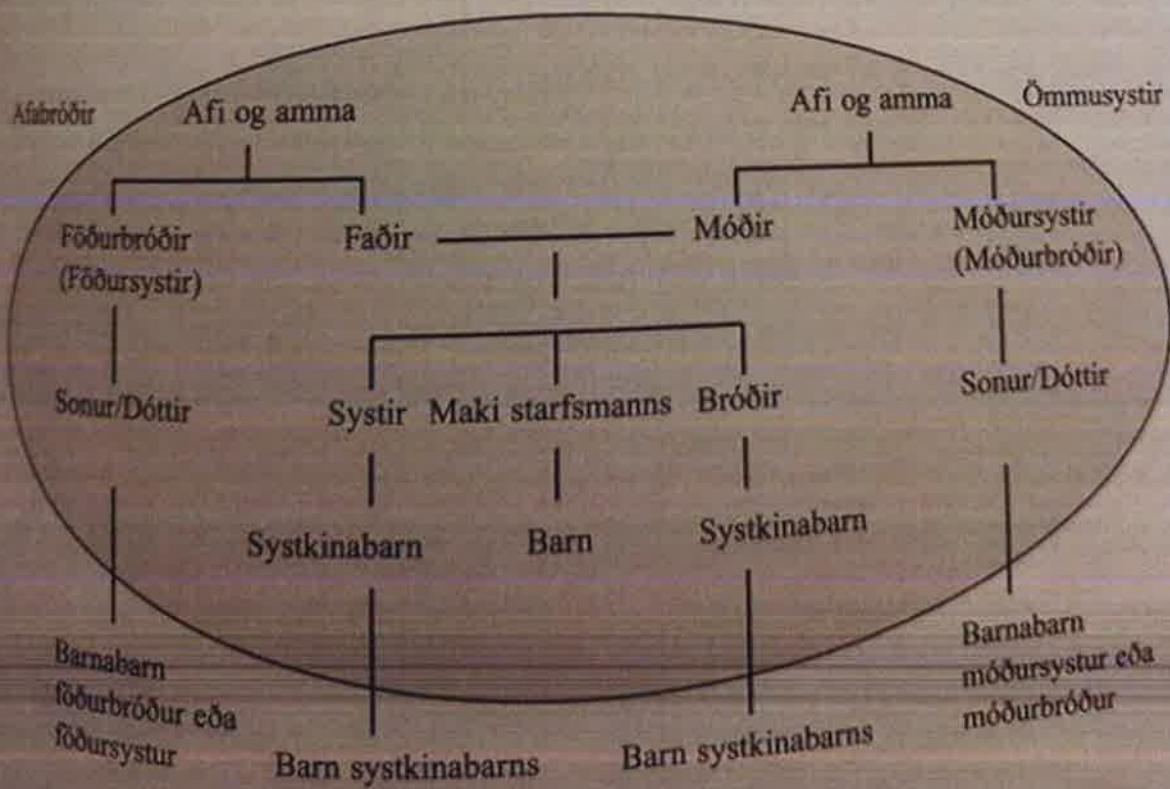 Afabróðir
Afi og amma
Afi og amma
Ömmusystir
Föðurbróðir
(Föðursystir)
Faðir
Móðir
Móðursystir
(Móðurbróðir)
Sonur/Dóttir
Systir
Maki starfsmanns
Bróðir
Sonur/Dóttir
Systkinabarn
Barn
Systkinabarn
Barnabarn
föðurbróður eða
föðursystur
Barn systkinabarns
Barn systkinabarns
Barnabarn
móðursystur eða
móðurbróður